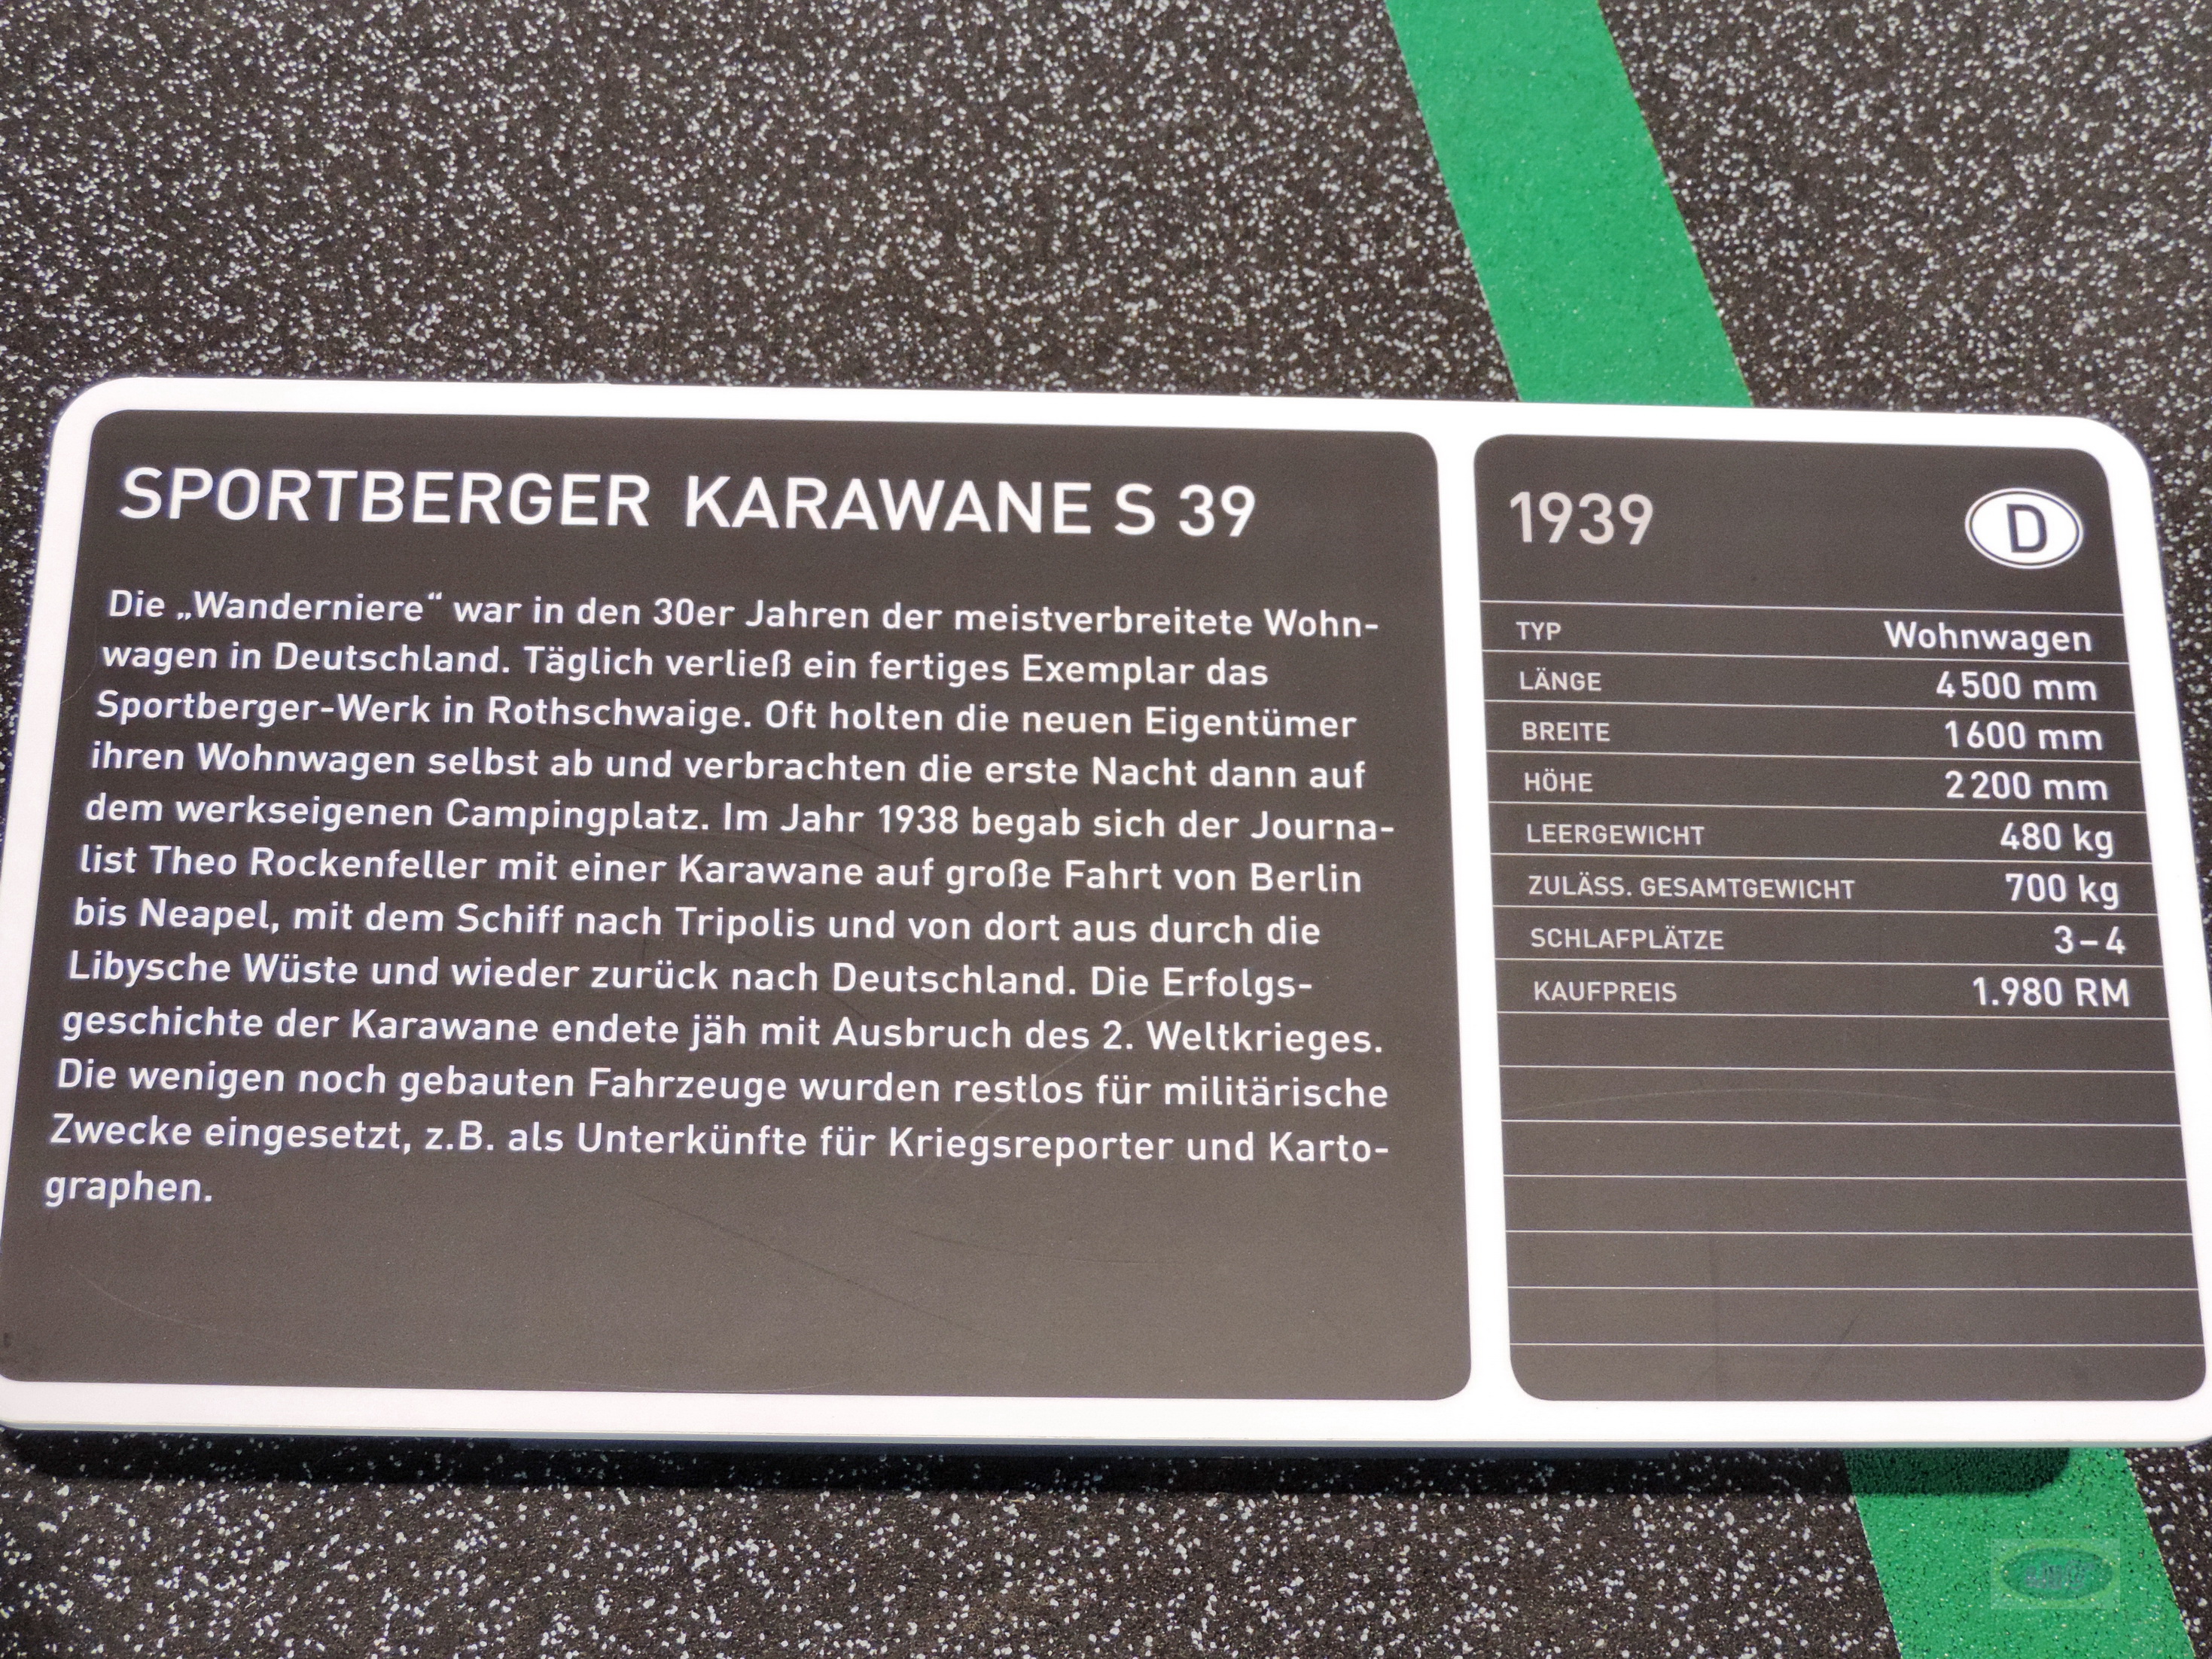 SPORTBERGER KARAWANE S 39
Die „Wanderniere“ war in den 30er Jahren der meistverbreitete Wohn-
wagen in Deutschland. Täglich verließ ein fertiges Exemplar das
Sportberger-Werk in Rothschwaige. Oft holten die neuen Eigentümer
ihren Wohnwagen selbst ab und verbrachten die erste Nacht dann auf
dem werkseigenen Campingplatz. Im Jahr 1938 begab sich der Journa-
list Theo Rockenfeller mit einer Karawane auf große Fahrt von Berlin
bis Neapel, mit dem Schiff nach Tripolis und von dort aus durch die
Libysche Wüste und wieder zurück nach Deutschland. Die Erfolgs-
geschichte der Karawane endete jäh mit Ausbruch des 2. Weltkrieges.
Die wenigen noch gebauten Fahrzeuge wurden restlos für militärische
Zwecke eingesetzt, z.B. als Unterkünfte für Kriegsreporter und Karto-
graphen.
1939 D
TYP Wohnwagen
LÄNGE 4 500 mm
BREITE 1 600 mm
HÖHE 2 200 mm
LEERGEWICHT 480 kg
ZULÄSS. GESAMTGEWICHT 700 kg
SCHLAFPLÄTZE 3 – 4
KAUFPREIS 1.980 RM